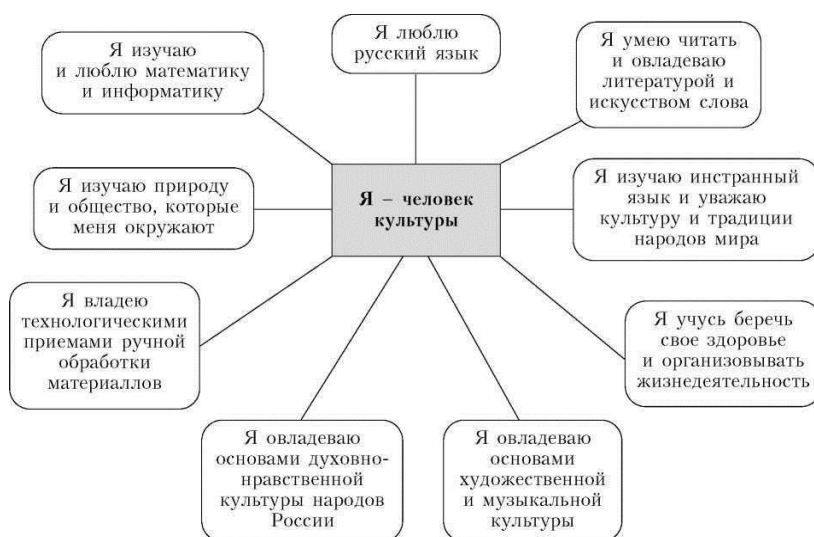 Я изучаю
и люблю математику
и информатику
Я люблю
русский язык
Я умею читать
и овладеваю
литературой и
искусством слова
Я изучаю природу
и общество, которые
меня окружают
Я – человек
культуры
Я изучаю инстранный
язык и уважаю
культуру и традиции
народов мира
Я владею
технологическими
приемами ручной
обработки
материаллов
Я учусь беречь
свое здоровье
и организовывать
жизнедеятельность
Я овладеваю
основами духовно-
нравственной
культуры народов
России
Я овладеваю
основами
художественной
и музыкальной
культуры